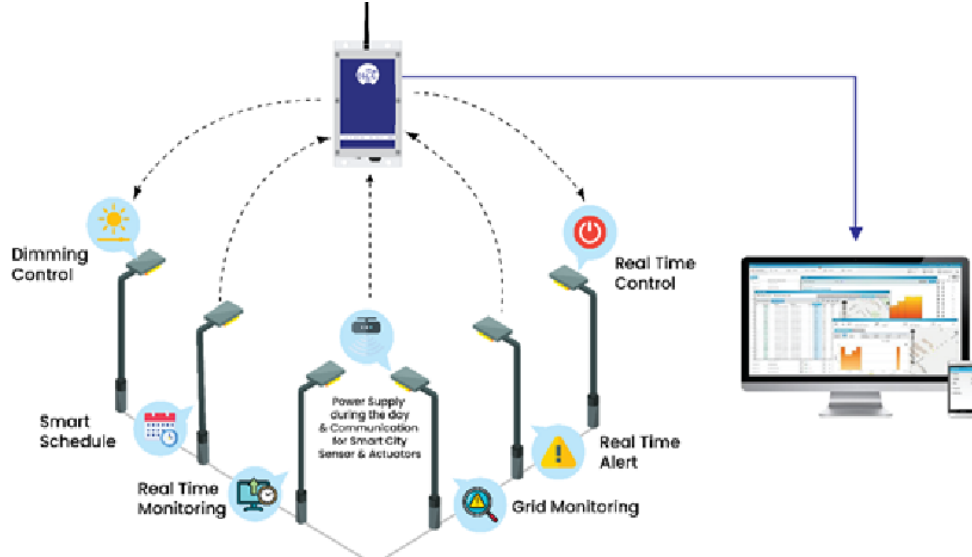 Dimming
Control
Real Time
Control
Smart
Schedule
Power Supply
during the day
& Communication
for Smart City
Sensor & Actuators
Real Time
Alert
Real Time
Monitoring
Grid Monitoring